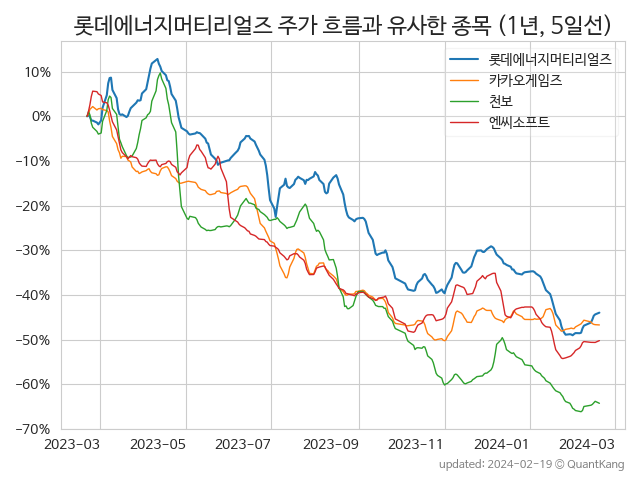 롯데에너지머티리얼즈 주가 흐름과 유사한 종목 (1년, 5일선)
롯데에너지머티리얼즈
카카오게임즈
천보
엔씨소프트
10%
0%
−10%
−20%
−30%
−40%
−50%
−60%
−70%
2023-03 2023-05 2023-07 2023-09 2023-11 2024-01 2024-03
updated: 2024-02-19 © QuantKang